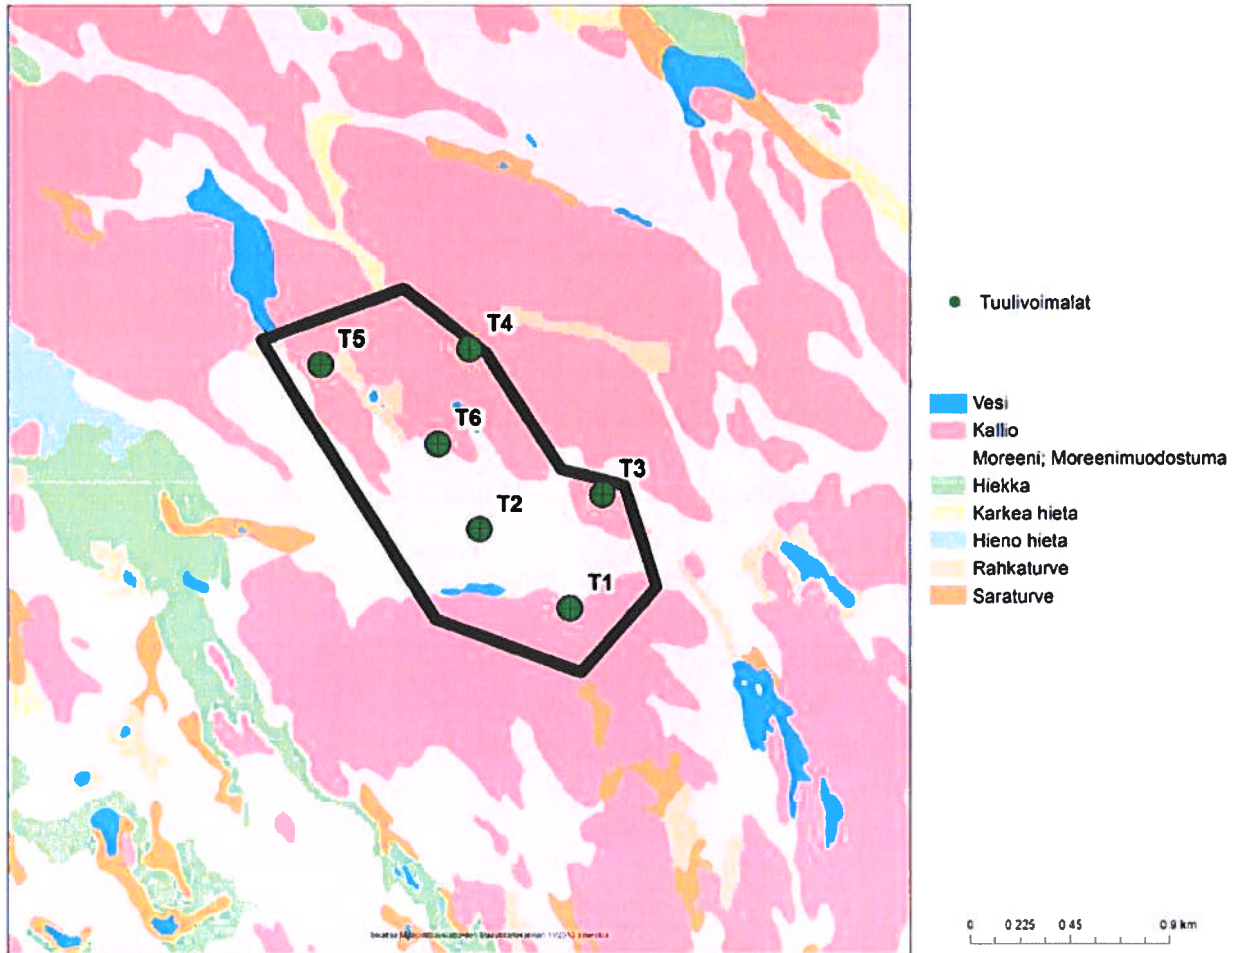 T4
T5
T6
T3
T2
T1
Tuulivoimalat
Vesi
Kallio
Moreeni; Moreenimuodostuma
Hiekka
Karkea hieta
Hieno hieta
Rahkaturve
Saraturve
0 0.225 0.45 0.9 km